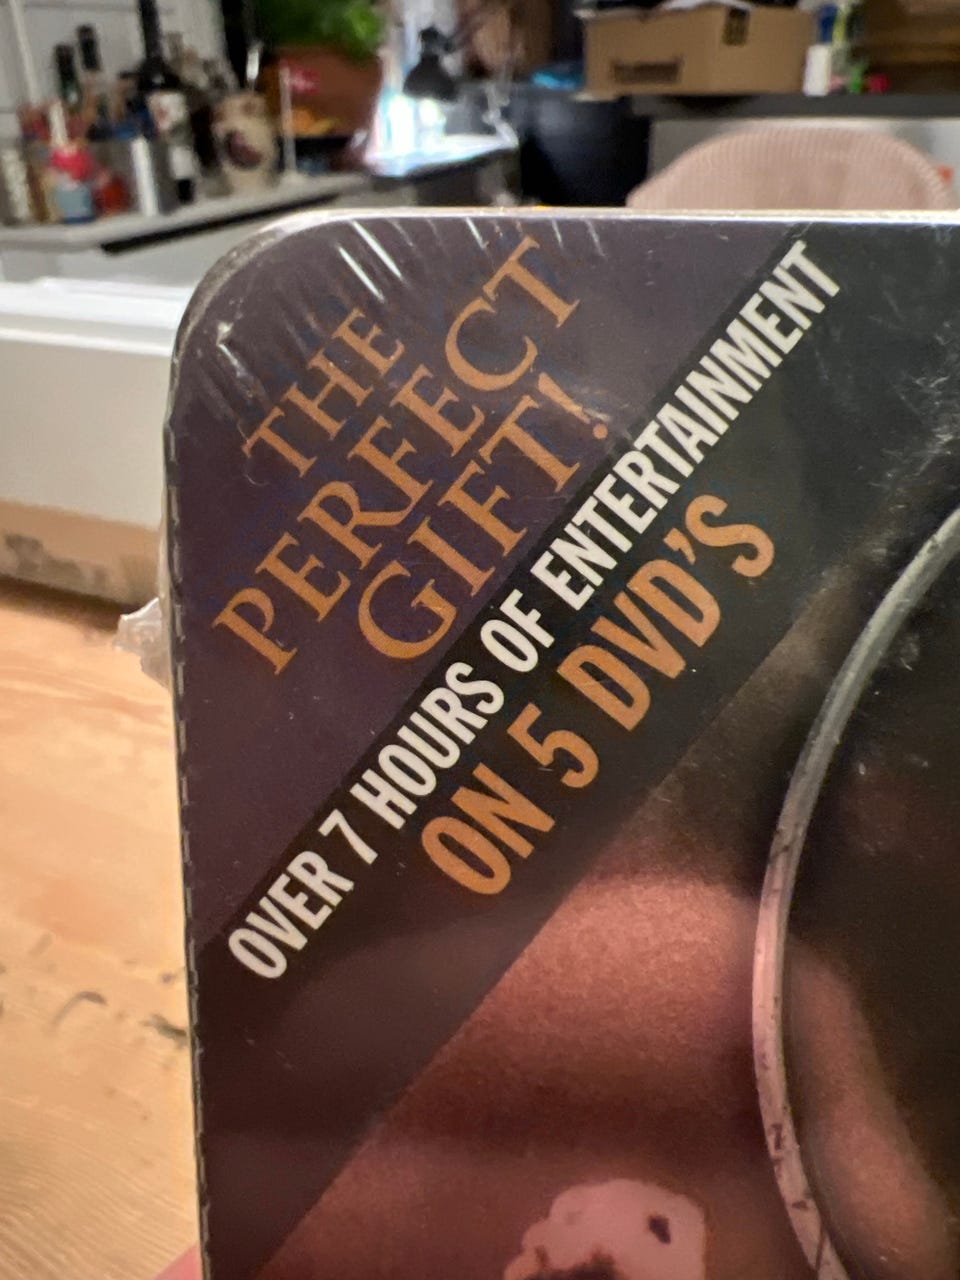 THE
PERFECT
GIFT!
OVER 7 HOURS OF ENTERTAINMENT
ON 5 DVD'S